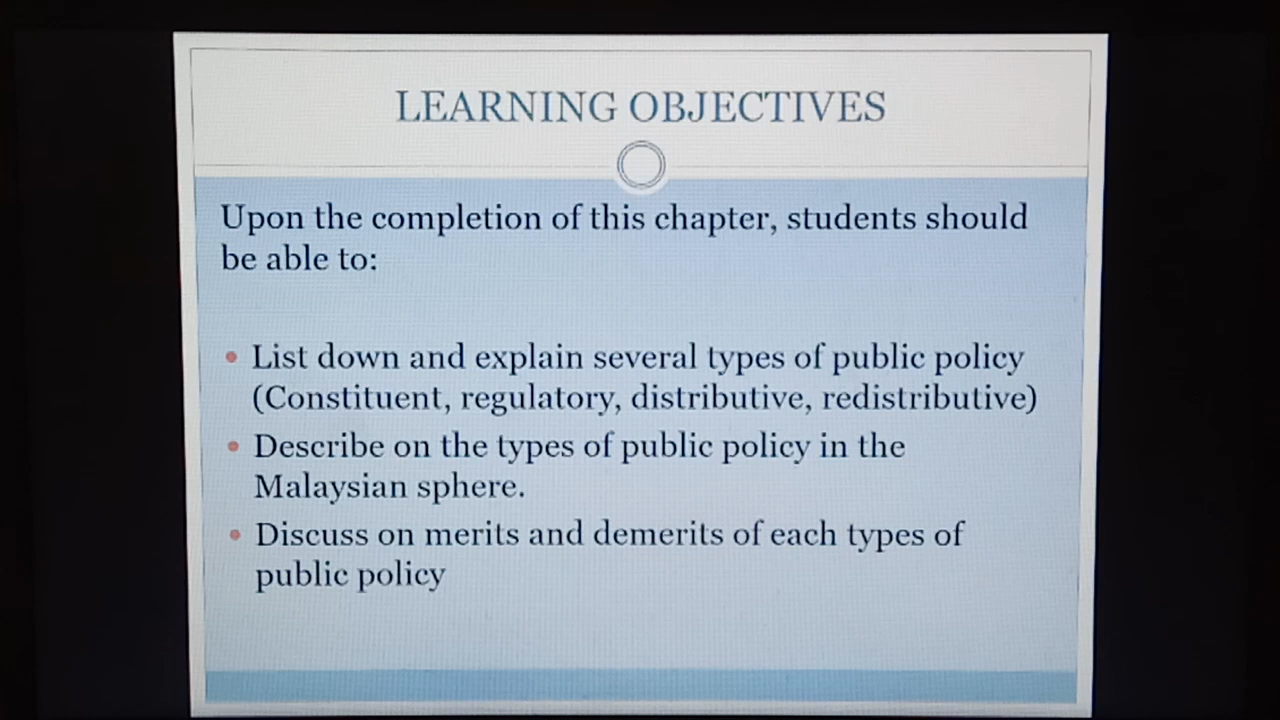 LEARNING OBJECTIVES
Upon the completion of this chapter, students should
be able to:
• List down and explain several types of public policy
(Constituent, regulatory, distributive, redistributive)
• Describe on the types of public policy in the
Malaysian sphere.
• Discuss on merits and demerits of each types of
public policy